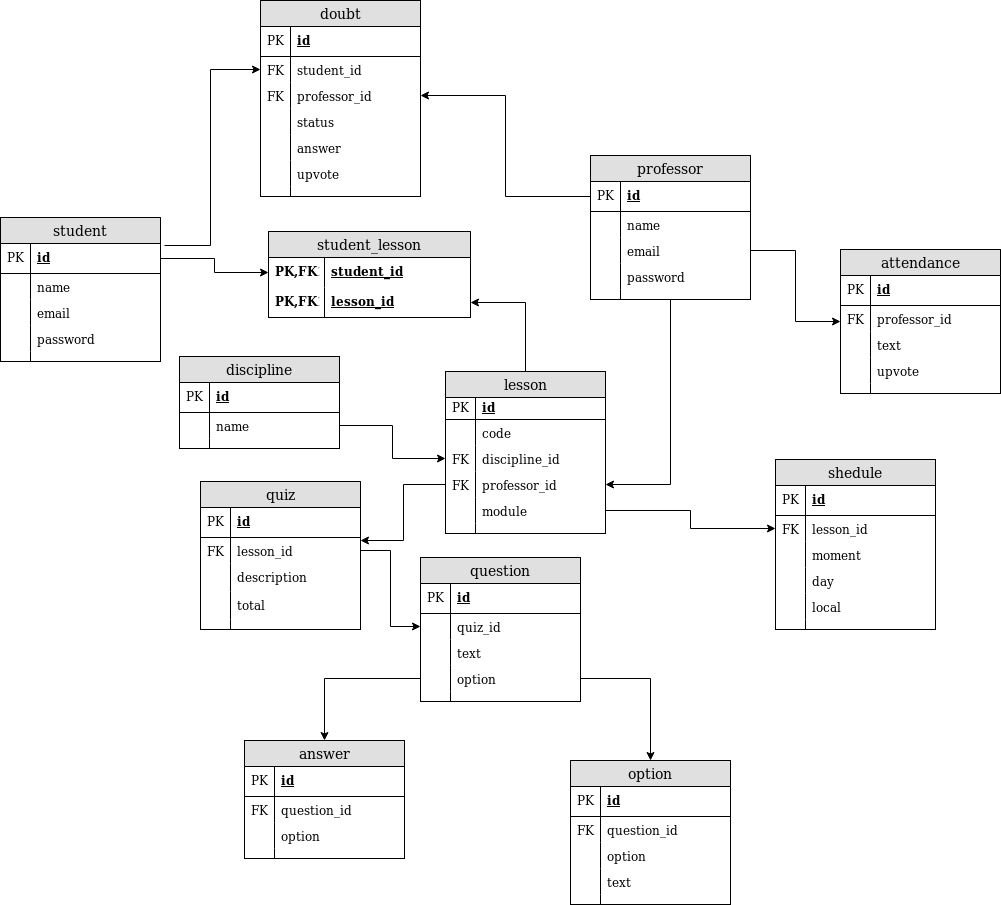 doubt
PK id
FK student_id
FK professor_id
status
answer
upvote
professor
PK id
name
email
password
student
PK id
name
email
password
student_lesson
PK,FK student_id
PK,FK lesson_id
attendance
PK id
FK professor_id
text
upvote
discipline
PK id
name
lesson
PK id
code
FK discipline_id
FK professor_id
module
shedule
PK id
FK lesson_id
moment
day
local
quiz
PK id
FK lesson_id
description
total
question
PK id
quiz_id
text
option
answer
PK id
FK question_id
option
option
PK id
FK question_id
option
text